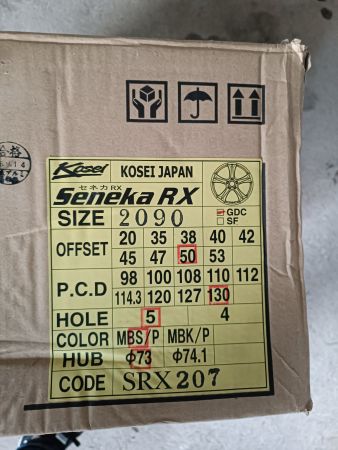 Kosei KOSEI JAPAN
セネカ RX
Seneka RX
GDC
SF
SIZE 2090
OFFSET 20 35 38 40 42
45 47 50 53
P.C.D 98 100 108 110 112
114.3 120 127 130
HOLE 5 4
COLOR MBS/P MBK/P
HUB Φ73 Φ74.1
CODE SRX207